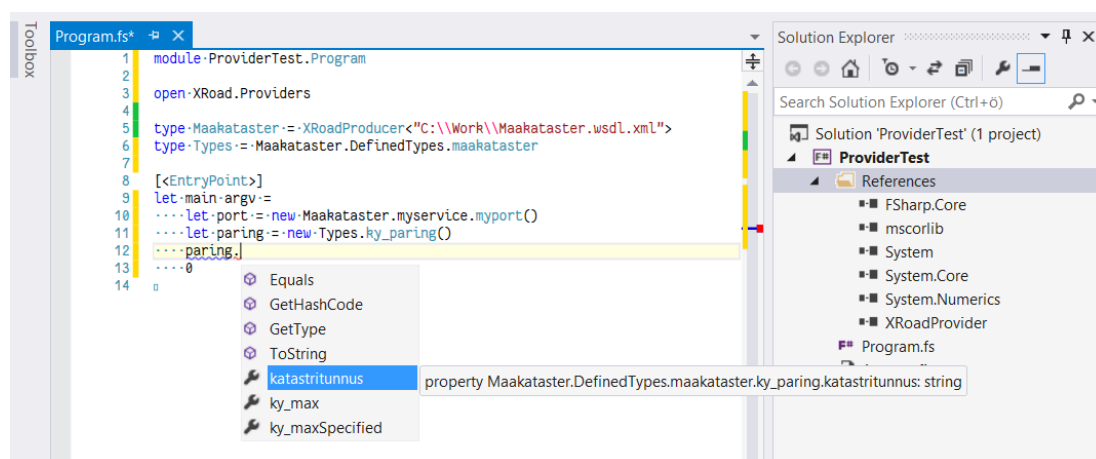 Toolbox
Program.fs*
1 module·ProviderTest.Program
2
3 open·XRoad.Providers
4
5 type·Maakataster·=·XRoadProducer<"C:\\Work\\Maakataster.wsdl.xml">
6 type·Types·=·Maakataster.DefinedTypes.maakataster
7
8 [<EntryPoint>]
9 let·main·argv·=
10 ····let·port·=·new·Maakataster.myservice.myport()
11 ····let·paring·=·new·Types.ky_paring()
12 ····paring.
13 ····0
14
Equals
GetHashCode
GetType
ToString
katastritunnus
ky_max
ky_maxSpecified
property Maakataster.DefinedTypes.maakataster.ky_paring.katastritunnus: string
Solution Explorer
Search Solution Explorer (Ctrl+ö)
Solution 'ProviderTest' (1 project)
F# ProviderTest
References
FSharp.Core
mscorlib
System
System.Core
System.Numerics
XRoadProvider
F# Program.fs